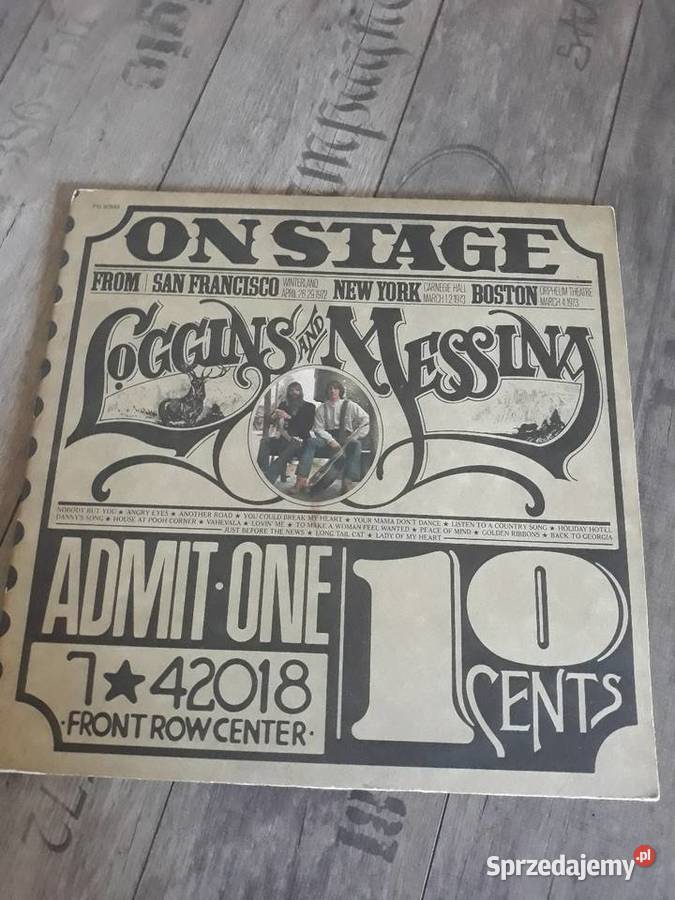 PG 32848
ON STAGE
FROM SAN FRANCISCO WINTERLAND APRIL 28, 29, 1972 NEW YORK CARNEGIE HALL MARCH 1, 2, 1973 BOSTON ORPHEUM THEATRE MARCH 4, 1973
LOGGINS AND MESSINA
NOBODY BUT YOU ★ ANGRY EYES ★ ANOTHER ROAD ★ YOU COULD BREAK MY HEART ★ YOUR MAMA DON'T DANCE ★ LISTEN TO A COUNTRY SONG ★ HOLIDAY HOTEL
DANNY'S SONG ★ HOUSE AT POOH CORNER ★ VAHEVALA ★ LOVIN' ME ★ TO MAKE A WOMAN FEEL WANTED ★ PEACE OF MIND ★ GOLDEN RIBBONS ★ BACK TO GEORGIA
JUST BEFORE THE NEWS ★ LONG TAIL CAT ★ LADY OF MY HEART
ADMIT·ONE
10 CENTS
7★42018
·FRONT ROW CENTER·
72
Sprzedajemy.pl